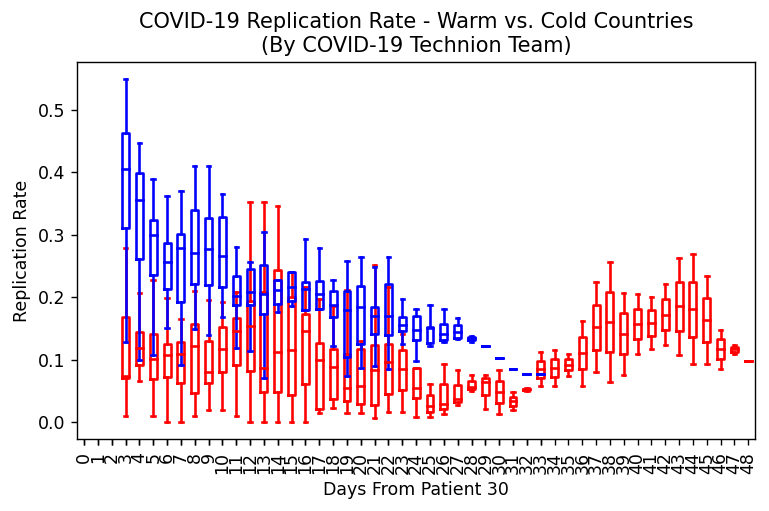 COVID-19 Replication Rate - Warm vs. Cold Countries
(By COVID-19 Technion Team)
Replication Rate
0.5
0.4
0.3
0.2
0.1
0.0
0 1 2 3 4 5 6 7 8 9 10 11 12 13 14 15 16 17 18 19 20 21 22 23 24 25 26 27 28 29 30 31 32 33 34 35 36 37 38 39 40 41 42 43 44 45 46 47 48
Days From Patient 30